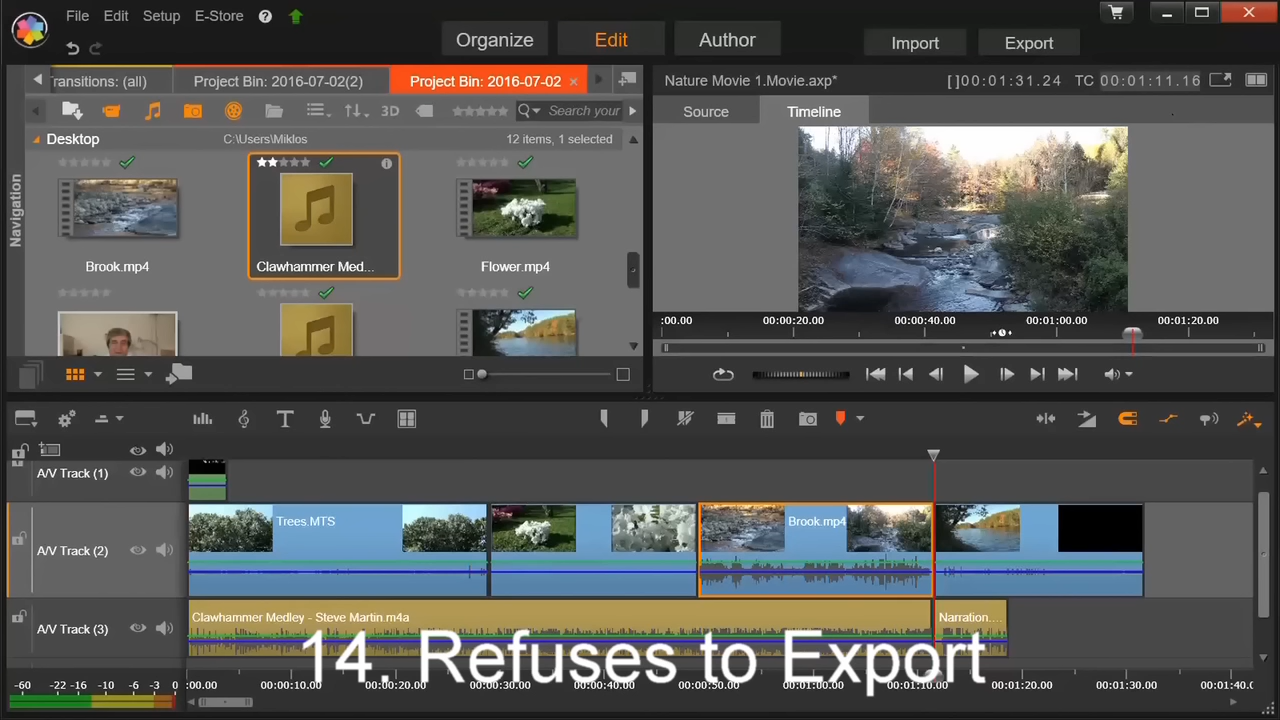 File Edit Setup E-Store ?
Organize Edit Author Import Export
ransitions: (all) Project Bin: 2016-07-02(2) Project Bin: 2016-07-02 ×
Nature Movie 1.Movie.axp* [ ] 00:01:31.24 TC 00:01:11.16
3D Search your
Source Timeline
Desktop C:\Users\Miklos 12 items, 1 selected
Navigation
Brook.mp4 Clawhammer Med... Flower.mp4
:00.00 00:00:20.00 00:00:40.00 00:01:00.00 00:01:20.00
A/V Track (1)
Trees.MTS Brook.mp4
A/V Track (2)
Clawhammer Medley - Steve Martin.m4a Narration....
A/V Track (3)
14. Refuses to Export
-60 -22 -16 -10 -6 -3 0 :00.00 00:00:10.00 00:00:20.00 00:00:40.00 00:00:50.00 00:01:00.00 00:01:10.00 00:01:20.00 00:01:30.00 00:01:40.0